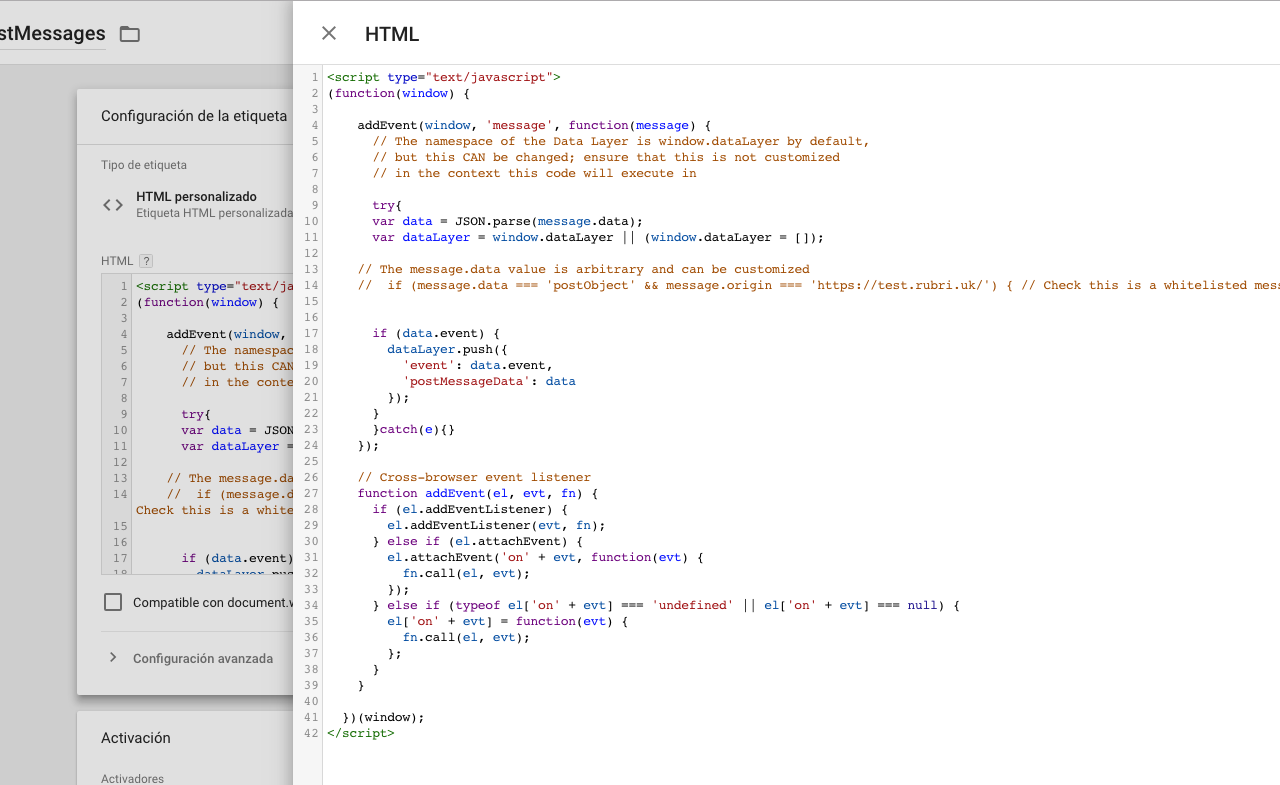 stMessages
Configuración de la etiqueta
Tipo de etiqueta
HTML personalizado
Etiqueta HTML personalizada
HTML ?
1 <script type="text/ja
2 (function(window) {
3
4 addEvent(window,
5 // The namespac
6 // but this CAN
7 // in the conte
8
9 try{
10 var data = JSON
11 var dataLayer =
12
13 // The message.da
14 // if (message.d
Check this is a white
15
16
17 if (data.event)
18 dataLayer.pus
Compatible con document.w
Configuración avanzada
Activación
Activadores
HTML
1 <script type="text/javascript">
2 (function(window) {
3
4 addEvent(window, 'message', function(message) {
5 // The namespace of the Data Layer is window.dataLayer by default,
6 // but this CAN be changed; ensure that this is not customized
7 // in the context this code will execute in
8
9 try{
10 var data = JSON.parse(message.data);
11 var dataLayer = window.dataLayer || (window.dataLayer = []);
12
13 // The message.data value is arbitrary and can be customized
14 // if (message.data === 'postObject' && message.origin === 'https://test.rubri.uk/') { // Check this is a whitelisted mes
15
16
17 if (data.event) {
18 dataLayer.push({
19 'event': data.event,
20 'postMessageData': data
21 });
22 }
23 }catch(e){}
24 });
25
26 // Cross-browser event listener
27 function addEvent(el, evt, fn) {
28 if (el.addEventListener) {
29 el.addEventListener(evt, fn);
30 } else if (el.attachEvent) {
31 el.attachEvent('on' + evt, function(evt) {
32 fn.call(el, evt);
33 });
34 } else if (typeof el['on' + evt] === 'undefined' || el['on' + evt] === null) {
35 el['on' + evt] = function(evt) {
36 fn.call(el, evt);
37 };
38 }
39 }
40
41 })(window);
42 </script>